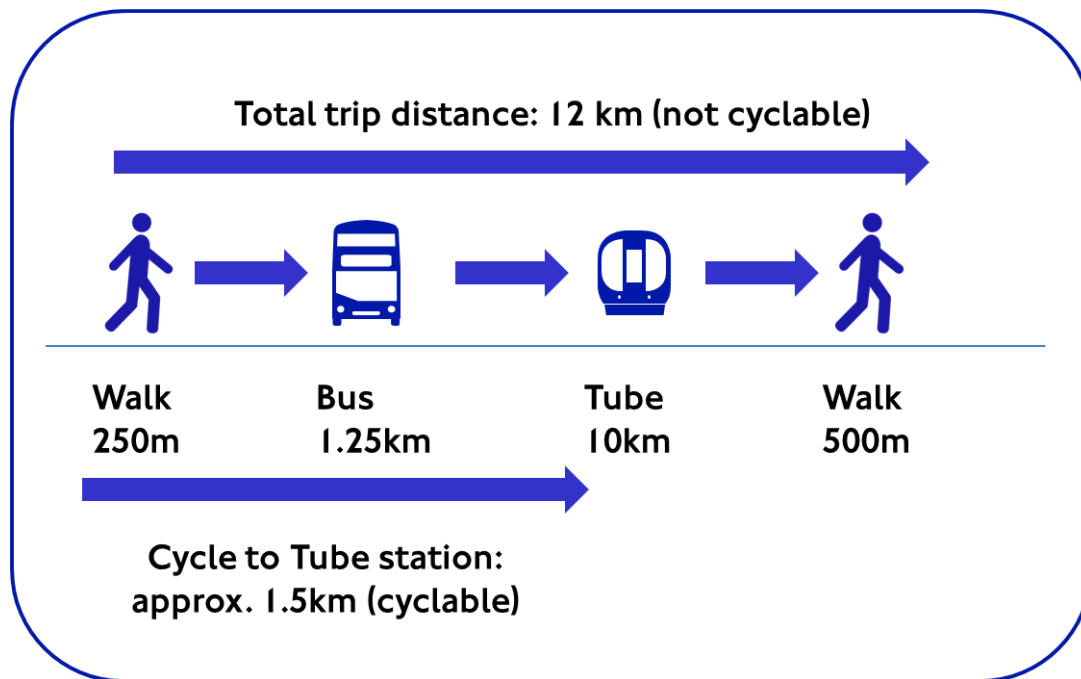 Total trip distance: 12 km (not cyclable)
Walk
250m
Bus
1.25km
Tube
10km
Walk
500m
Cycle to Tube station:
approx. 1.5km (cyclable)